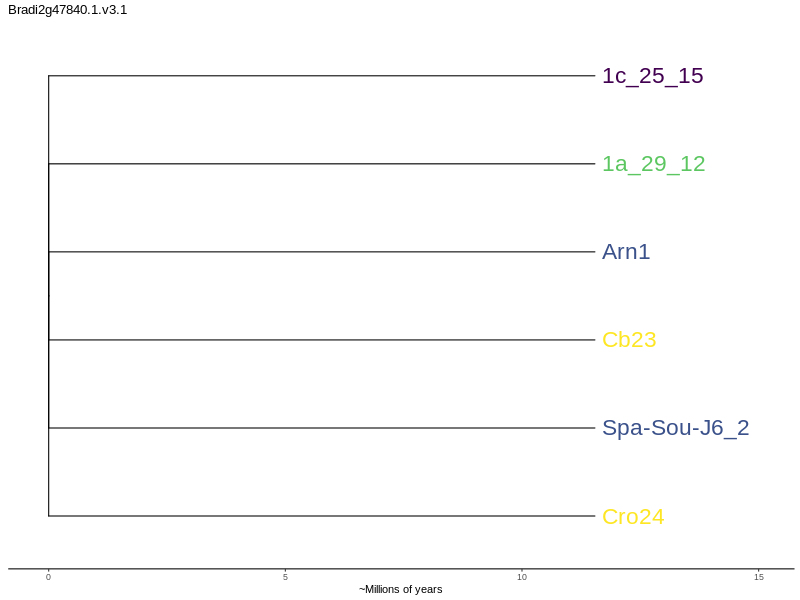 Bradi2g47840.1.v3.1
1c_25_15
1a_29_12
Arn1
Cb23
Spa-Sou-J6_2
Cro24
0 5 10 15
~Millions of years